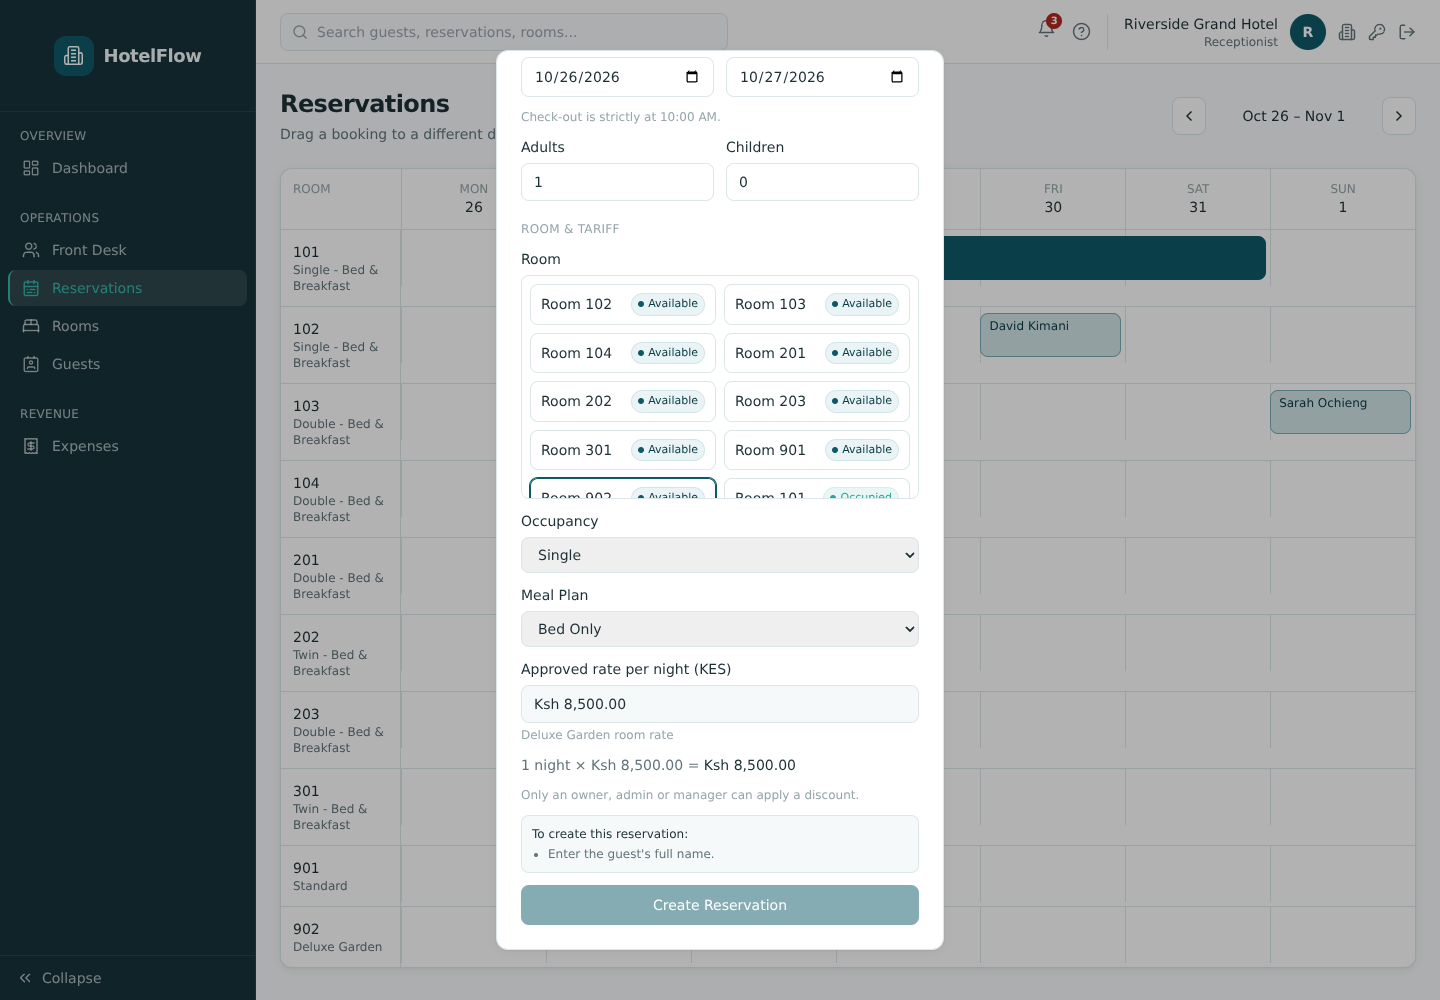 HotelFlow
OVERVIEW
Dashboard
OPERATIONS
Front Desk
Reservations
Rooms
Guests
REVENUE
Expenses
Collapse
Search guests, reservations, rooms...
3
Riverside Grand Hotel
Receptionist
R
Reservations
Drag a booking to a different d
Oct 26 – Nov 1
ROOM
MON
26
FRI
30
SAT
31
SUN
1
101
Single - Bed &
Breakfast
102
Single - Bed &
Breakfast
David Kimani
103
Double - Bed &
Breakfast
Sarah Ochieng
104
Double - Bed &
Breakfast
201
Double - Bed &
Breakfast
202
Twin - Bed &
Breakfast
203
Double - Bed &
Breakfast
301
Twin - Bed &
Breakfast
901
Standard
902
Deluxe Garden
10/26/2026
10/27/2026
Check-out is strictly at 10:00 AM.
Adults
Children
1
0
ROOM & TARIFF
Room
Room 102 Available
Room 103 Available
Room 104 Available
Room 201 Available
Room 202 Available
Room 203 Available
Room 301 Available
Room 901 Available
Room 902 Available
Room 101 Occupied
Occupancy
Single
Meal Plan
Bed Only
Approved rate per night (KES)
Ksh 8,500.00
Deluxe Garden room rate
1 night × Ksh 8,500.00 = Ksh 8,500.00
Only an owner, admin or manager can apply a discount.
To create this reservation:
• Enter the guest's full name.
Create Reservation